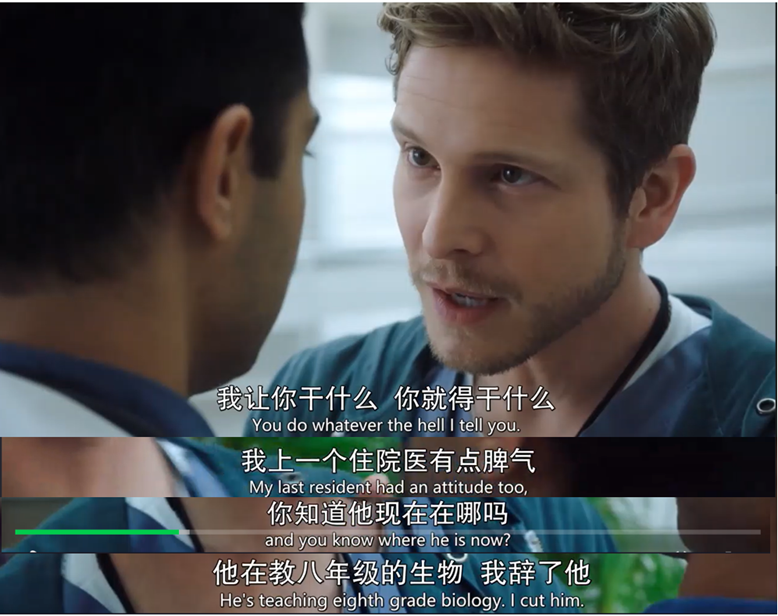 我让你干什么 你就得干什么
You do whatever the hell I tell you.
我上一个住院医有点脾气
My last resident had an attitude too,
你知道他现在在哪吗
and you know where he is now?
他在教八年级的生物 我辞了他
He's teaching eighth grade biology. I cut him.